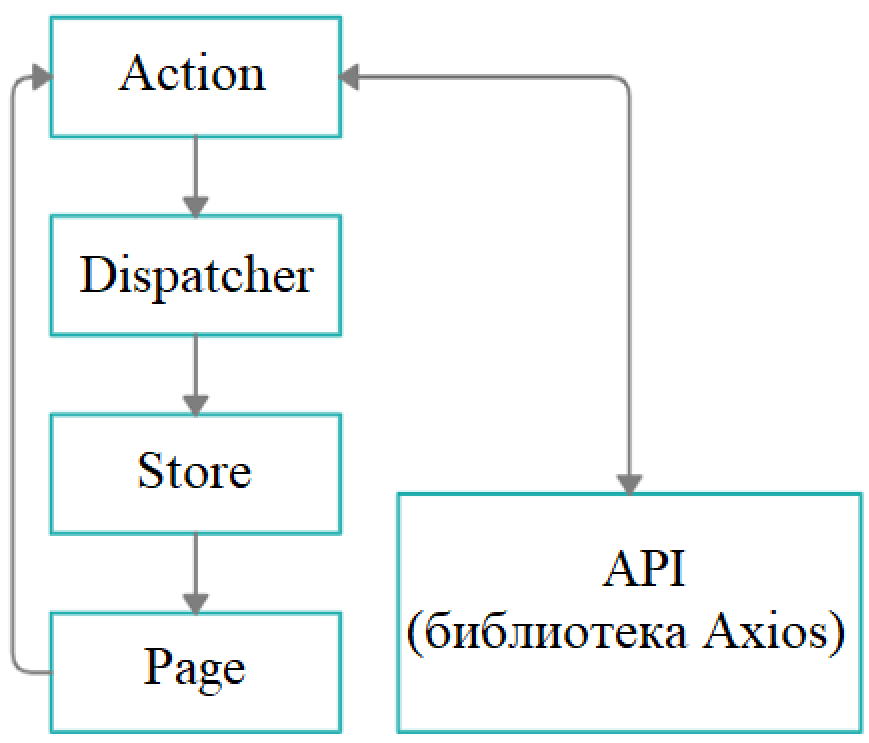 Action
Dispatcher
Store
Page
API
(библиотека Axios)